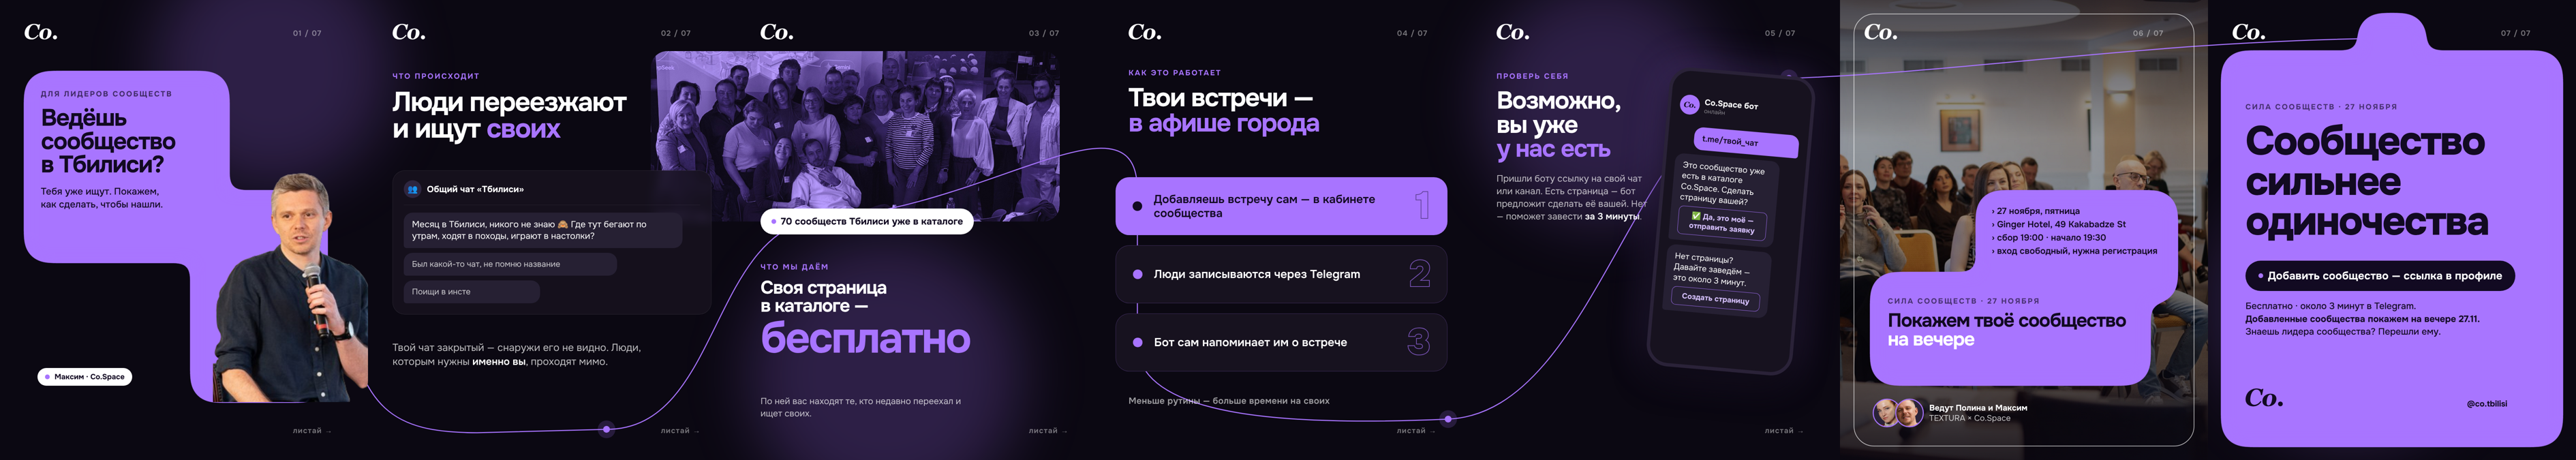 Co.
01 / 07
ДЛЯ ЛИДЕРОВ СООБЩЕСТВ
Ведёшь
сообщество
в Тбилиси?
Тебя уже ищут. Покажем,
как сделать, чтобы нашли.
Максим · Co.Space
листай →
Co.
02 / 07
ЧТО ПРОИСХОДИТ
Люди переезжают
и ищут своих
Общий чат «Тбилиси»
Месяц в Тбилиси, никого не знаю 🙈 Где тут бегают по
утрам, ходят в походы, играют в настолки?
Был какой-то чат, не помню название
Поищи в инсте
Твой чат закрытый — снаружи его не видно. Люди,
которым нужны именно вы, проходят мимо.
листай →
Co.
03 / 07
70 сообществ Тбилиси уже в каталоге
ЧТО МЫ ДАЁМ
Своя страница
в каталоге —
бесплатно
По ней вас находят те, кто недавно переехал и
ищет своих.
листай →
Co.
04 / 07
КАК ЭТО РАБОТАЕТ
Твои встречи —
в афише города
Добавляешь встречу сам — в кабинете
сообщества
1
Люди записываются через Telegram
2
Бот сам напоминает им о встрече
3
Меньше рутины — больше времени на своих
листай →
Co.
05 / 07
ПРОВЕРЬ СЕБЯ
Возможно,
вы уже
у нас есть
Пришли боту ссылку на свой чат
или канал. Есть страница — бот
предложит сделать её вашей. Нет
— поможет завести за 3 минуты.
Co.
Co.Space бот
онлайн
t.me/твой_чат
Это сообщество уже
есть в каталоге
Co.Space. Сделать
страницу вашей?
✅ Да, это моё —
отправить заявку
Нет страницы?
Давайте заведём —
это около 3 минут.
Создать страницу
листай →
Co.
06 / 07
› 27 ноября, пятница
› Ginger Hotel, 49 Kakabadze St
› сбор 19:00 · начало 19:30
› вход свободный, нужна регистрация
СИЛА СООБЩЕСТВ · 27 НОЯБРЯ
Покажем твоё сообщество
на вечере
Ведут Полина и Максим
TEXTURA × Co.Space
Co.
07 / 07
СИЛА СООБЩЕСТВ · 27 НОЯБРЯ
Сообщество
сильнее
одиночества
Добавить сообщество — ссылка в профиле
Бесплатно · около 3 минут в Telegram.
Добавленные сообщества покажем на вечере 27.11.
Знаешь лидера сообщества? Перешли ему.
Co.
@co.tbilisi